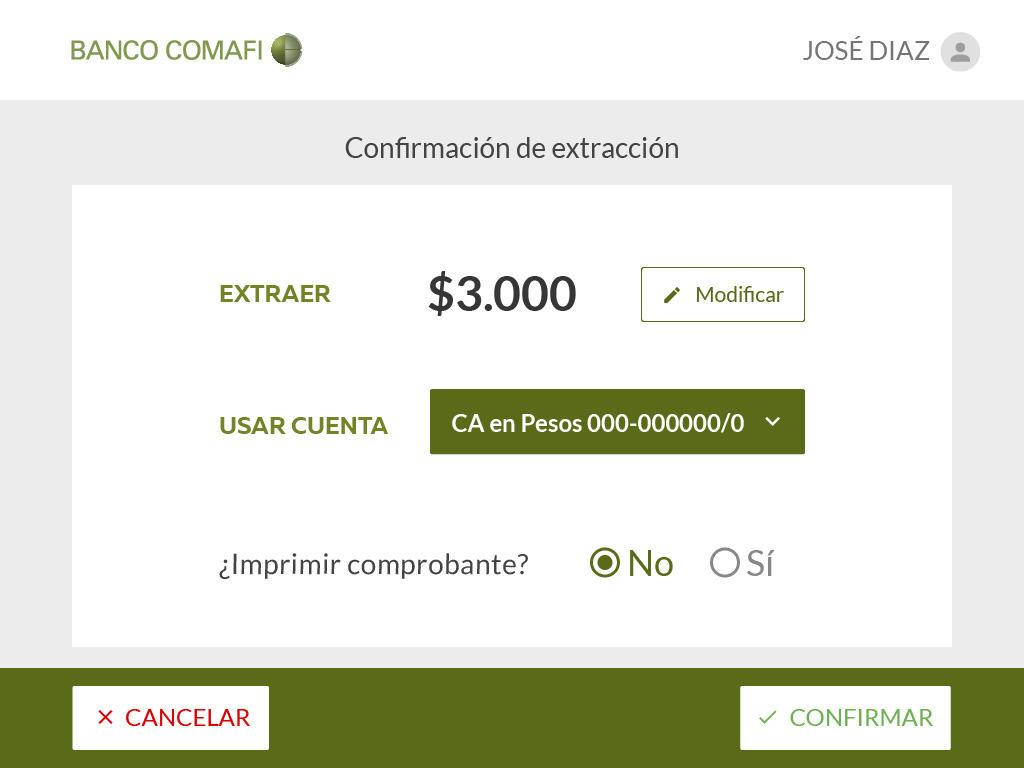 BANCO COMAFI
JOSÉ DIAZ
Confirmación de extracción
EXTRAER
$3.000
Modificar
USAR CUENTA
CA en Pesos 000-000000/0
¿Imprimir comprobante?
No
Sí
CANCELAR
CONFIRMAR